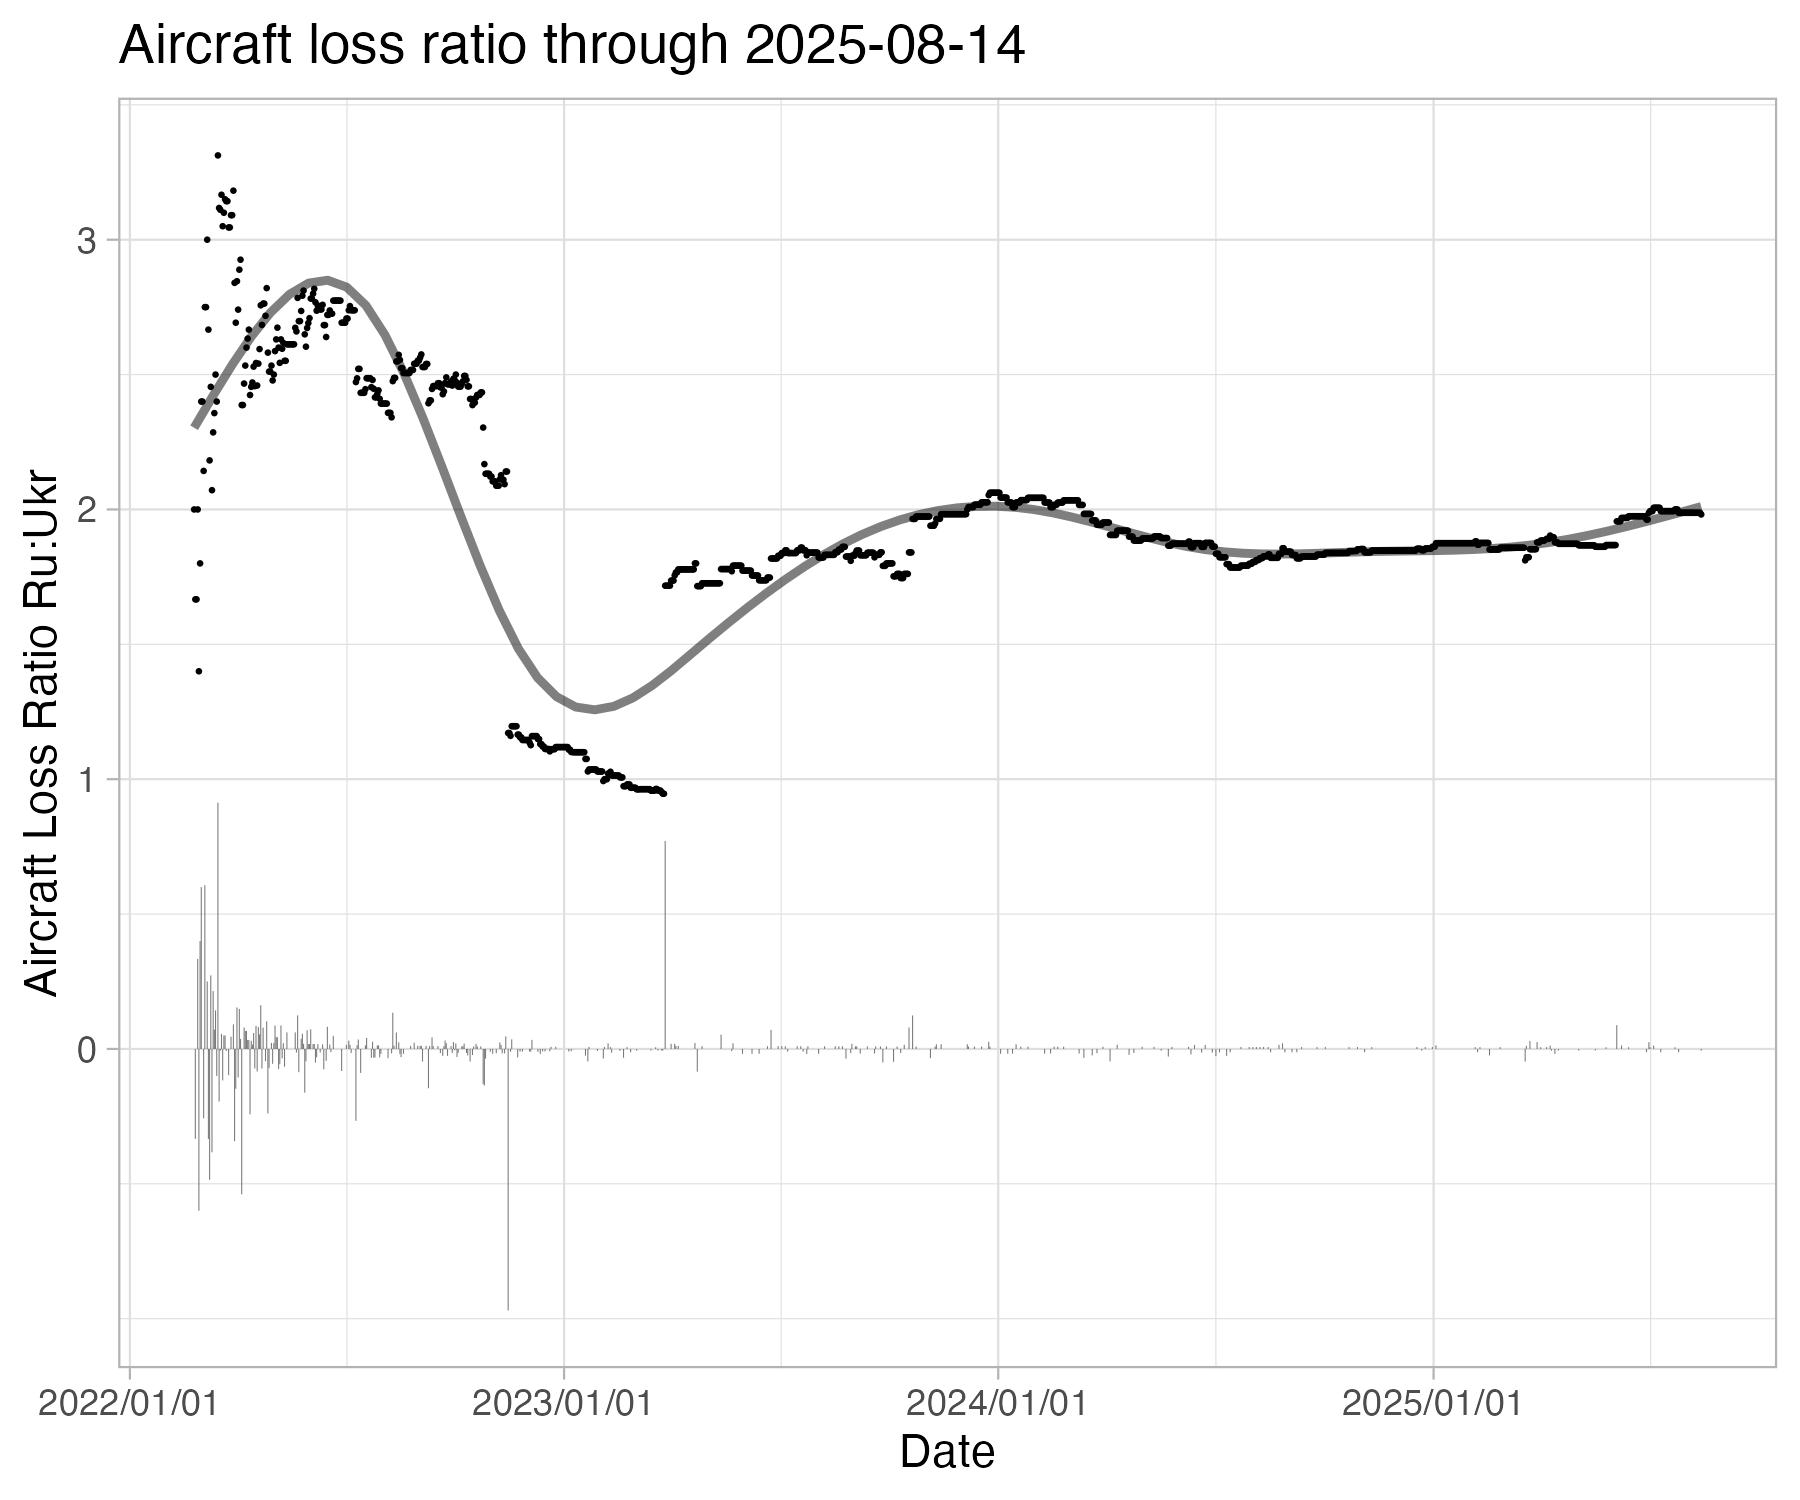 Aircraft loss ratio through 2025-08-14
Aircraft Loss Ratio Ru:Ukr
3
2
1
0
2022/01/01
2023/01/01
2024/01/01
2025/01/01
Date